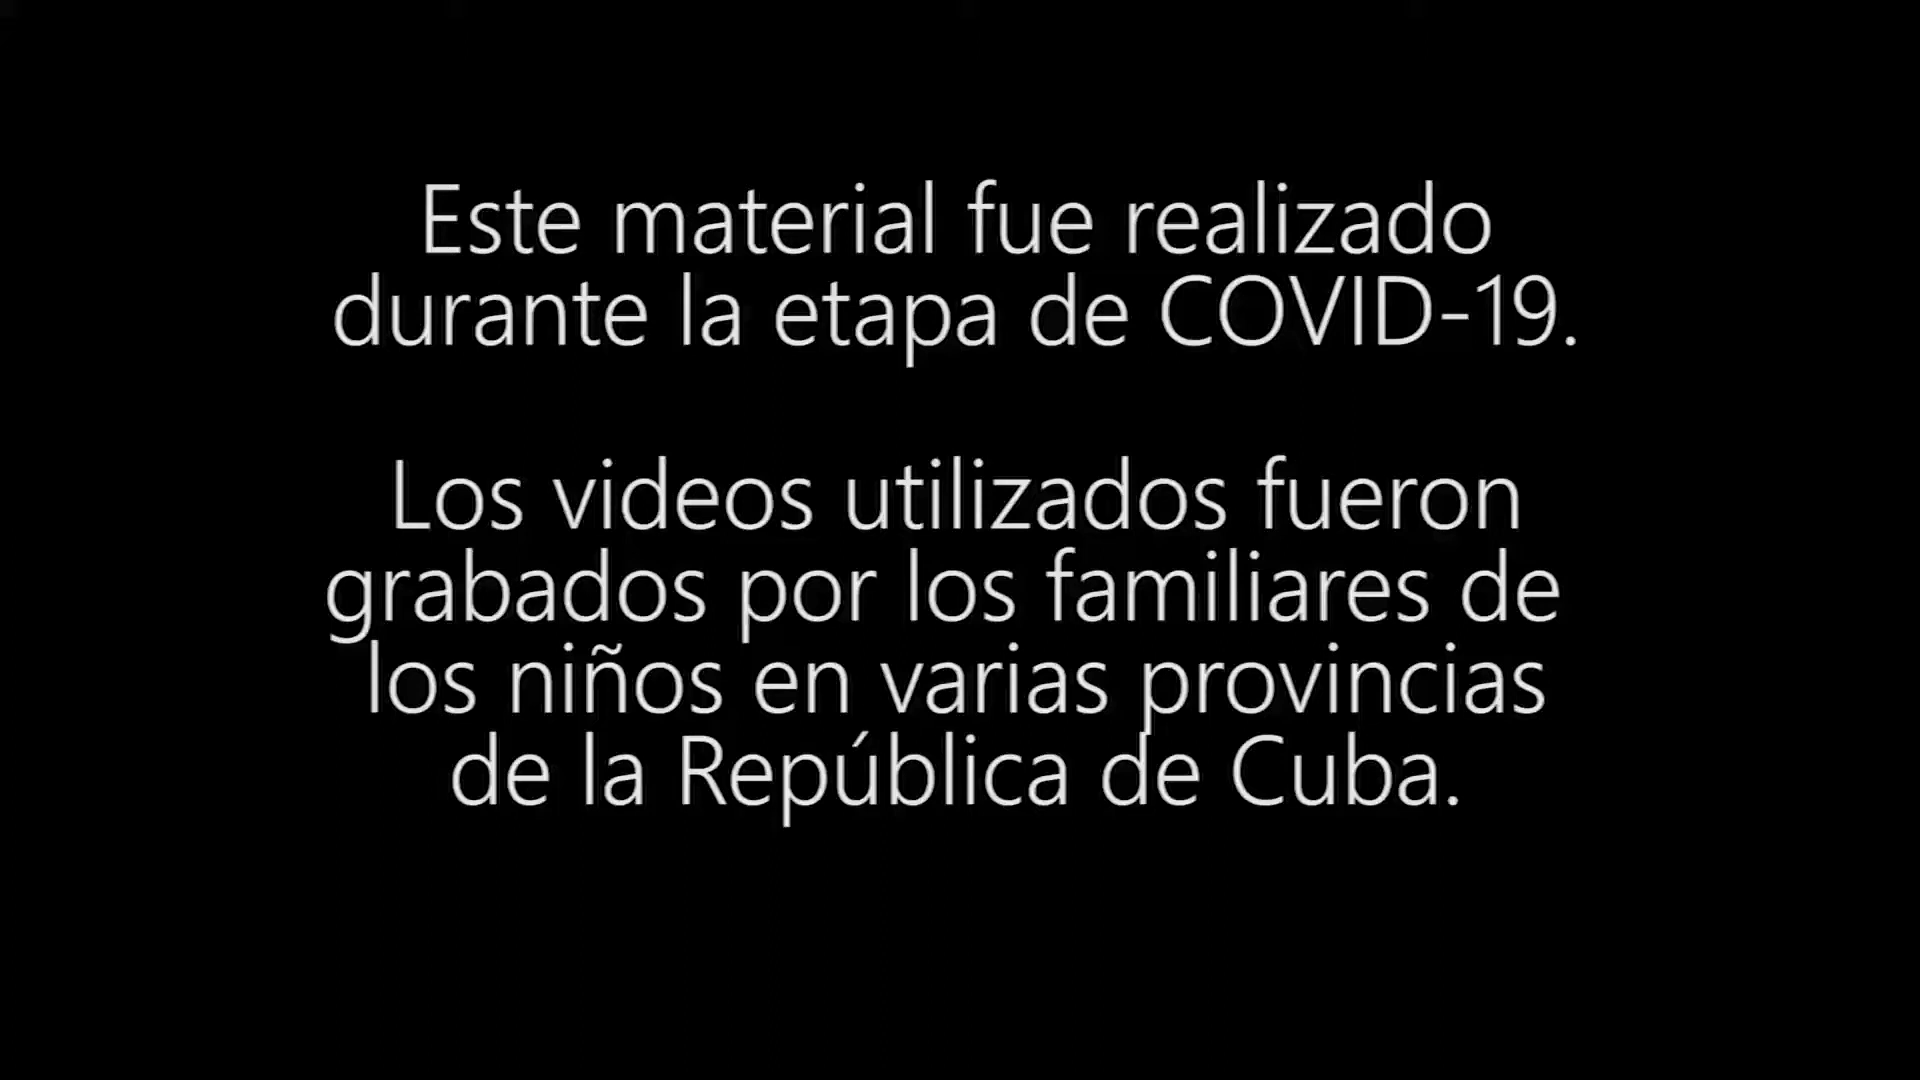 Este material fue realizado
durante la etapa de COVID-19.
Los videos utilizados fueron
grabados por los familiares de
los niños en varias provincias
de la República de Cuba.